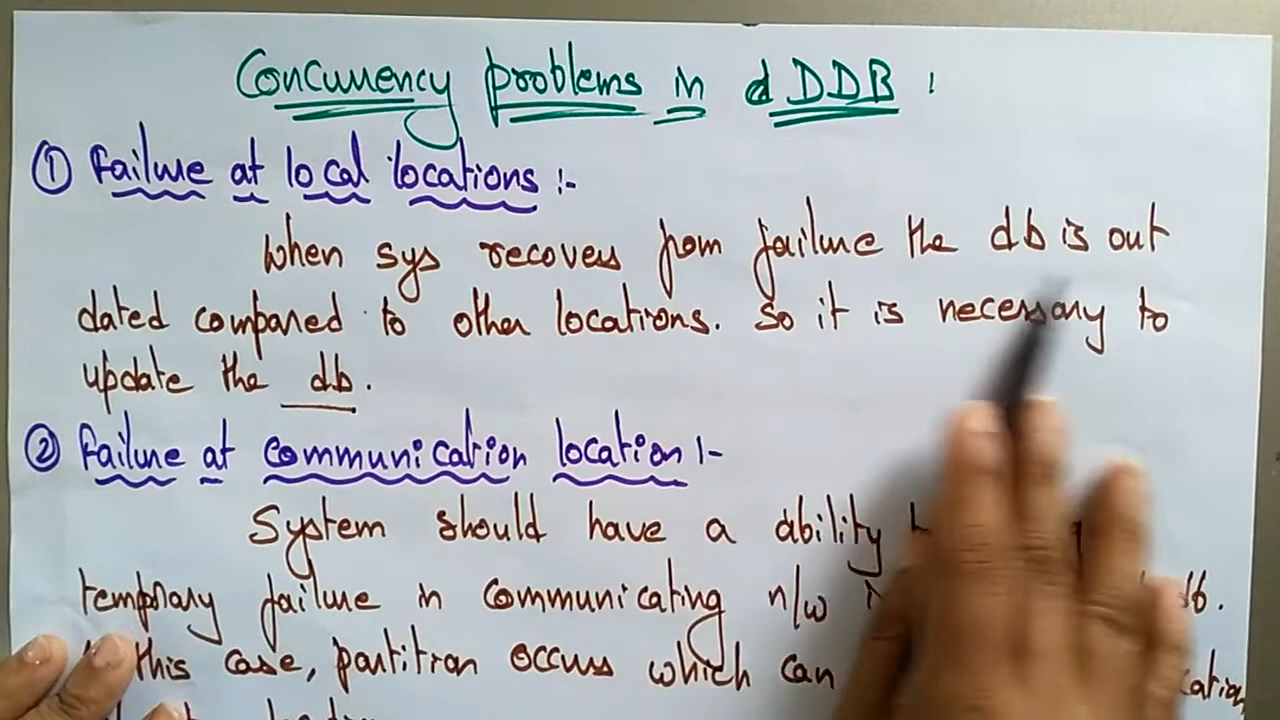 Concurrency problems in dDDB :
① Failure at local locations :-
When sys recovers from failure the db is out
dated compared to other locations. So it is necessary to
update the db.
② Failure at communication location :-
System should have a ability
temprary failure in communicating n/w
this case, partition occurs which can